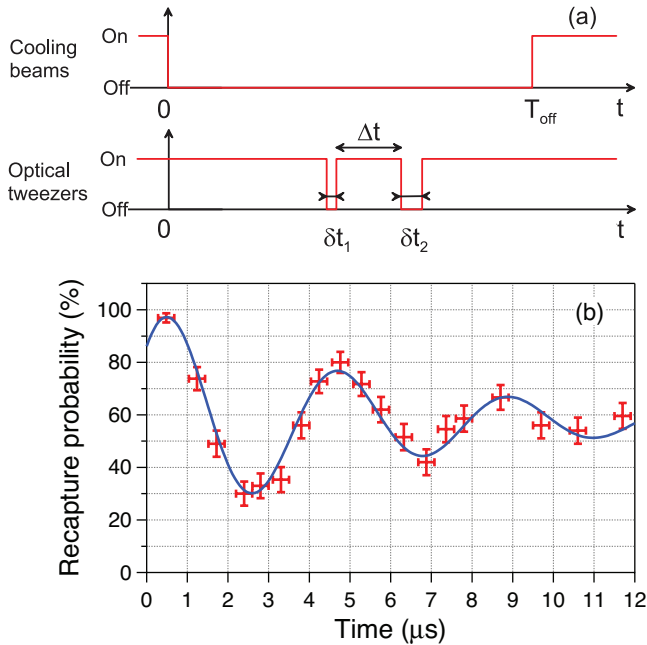 (a)
Cooling
beams
On
Off
0
T_off
t
Δt
Optical
tweezers
On
Off
0
δt₁
δt₂
t
(b)
Recapture probability (%)
100
80
60
40
20
0
0 1 2 3 4 5 6 7 8 9 10 11 12
Time (μs)